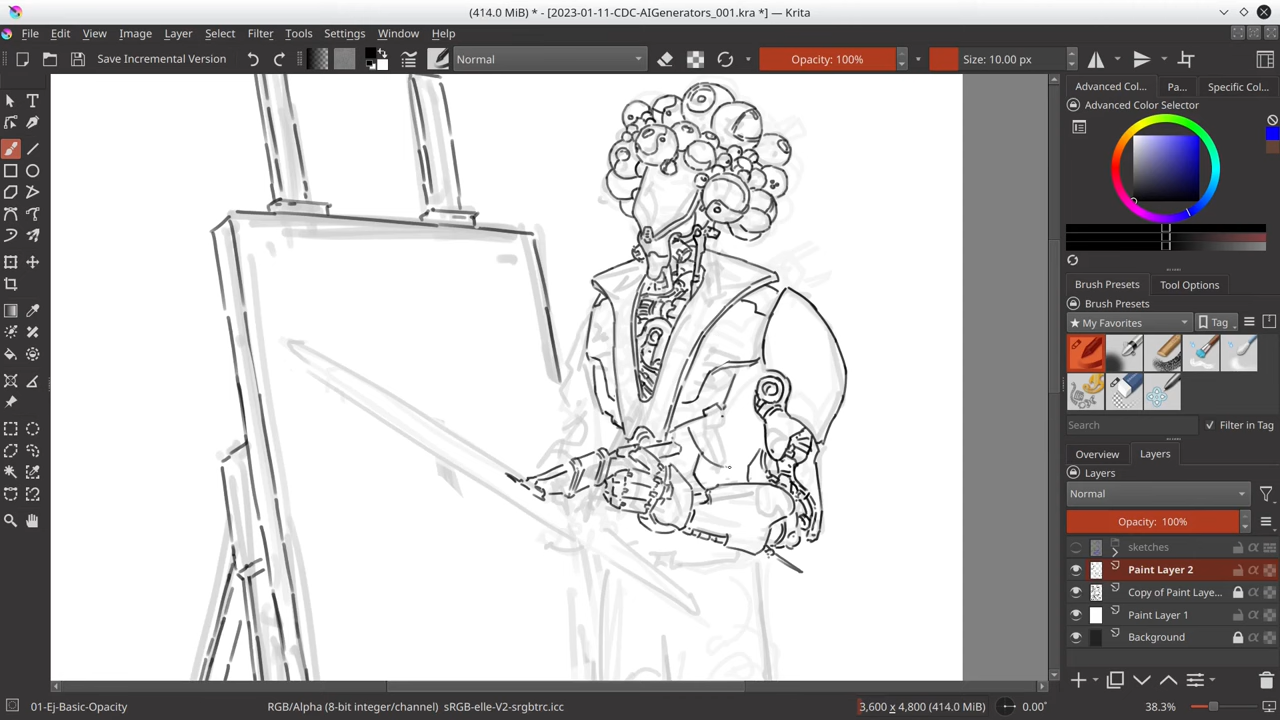 (414.0 MiB) * - [2023-01-11-CDC-AIGenerators_001.kra *] — Krita
File Edit View Image Layer Select Filter Tools Settings Window Help
Save Incremental Version Normal Opacity: 100% Size: 10.00 px
Advanced Col... Pa... Specific Col...
Advanced Color Selector
Brush Presets Tool Options
Brush Presets
★ My Favorites Tag
Search Filter in Tag
Overview Layers
Layers
Normal
Opacity: 100%
sketches
Paint Layer 2
Copy of Paint Laye...
Paint Layer 1
Background
01-Ej-Basic-Opacity RGB/Alpha (8-bit integer/channel) sRGB-elle-V2-srgbtrc.icc 3,600 x 4,800 (414.0 MiB) 0.00° 38.3%